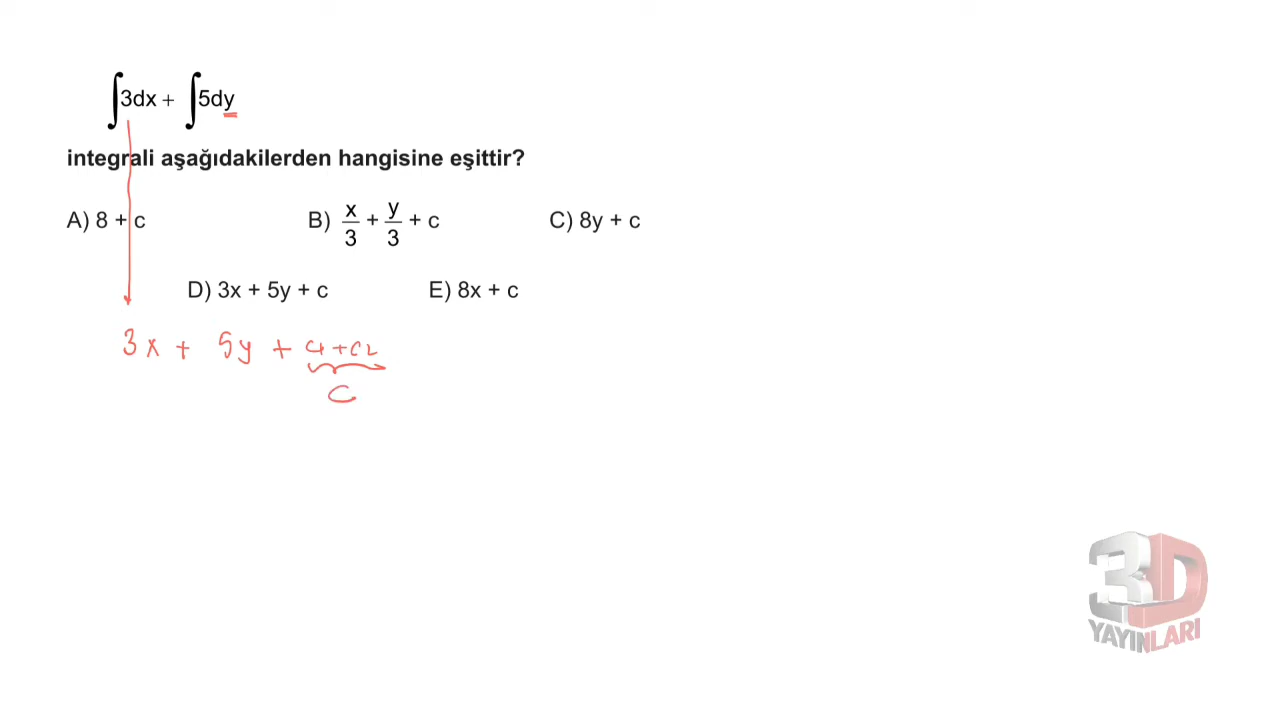 ∫3dx + ∫5dy
integrali aşağıdakilerden hangisine eşittir?
A) 8 + c B) x/3 + y/3 + c C) 8y + c
D) 3x + 5y + c E) 8x + c
3x + 5y + c1+c2
c
3D
YAYINLARI